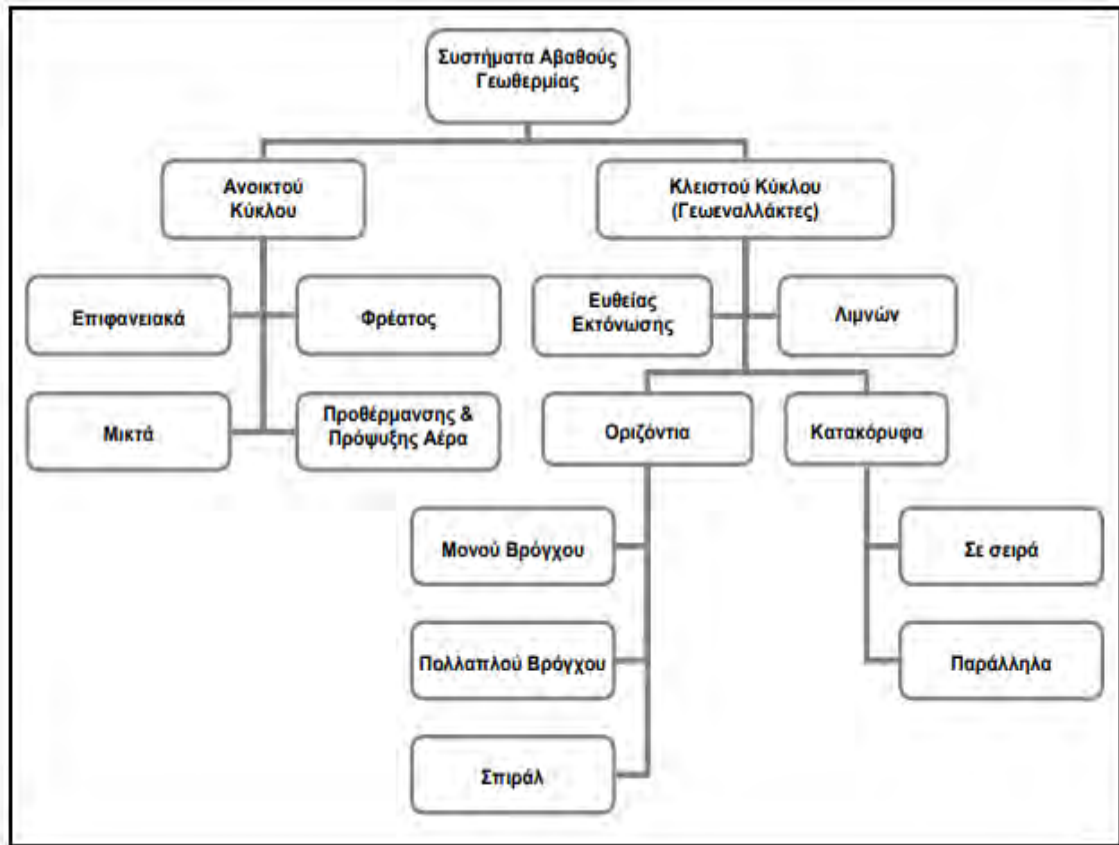 Συστήματα Αβαθούς
Γεωθερμίας
Ανοικτού
Κύκλου
Κλειστού Κύκλου
(Γεωεναλλάκτες)
Επιφανειακά
Φρέατος
Ευθείας
Εκτόνωσης
Λιμνών
Μικτά
Προθέρμανσης &
Πρόψυξης Αέρα
Οριζόντια
Κατακόρυφα
Μονού Βρόγχου
Σε σειρά
Πολλαπλού Βρόγχου
Παράλληλα
Σπιράλ